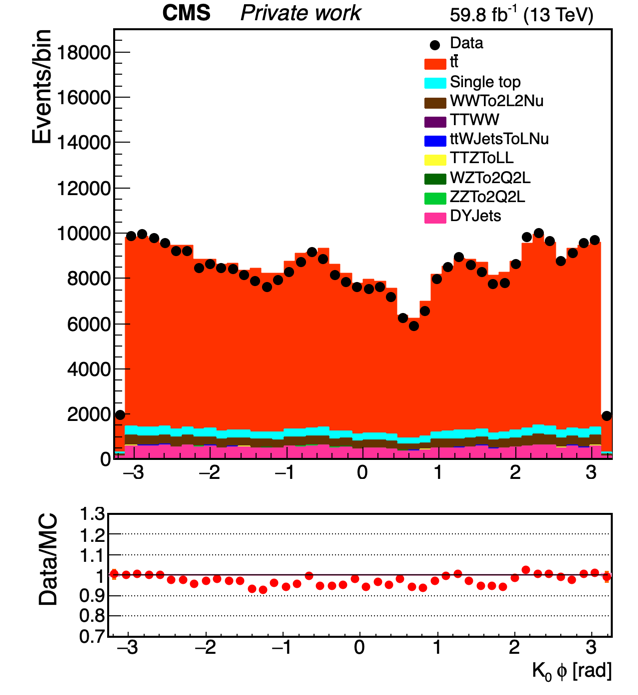 CMS Private work 59.8 fb⁻¹ (13 TeV)
Events/bin
18000
16000
14000
12000
10000
8000
6000
4000
2000
0
Data
tt̄
Single top
WWTo2L2Nu
TTWW
ttWJetsToLNu
TTZToLL
WZTo2Q2L
ZZTo2Q2L
DYJets
−3 −2 −1 0 1 2 3
Data/MC
1.3
1.2
1.1
1
0.9
0.8
0.7
−3 −2 −1 0 1 2 3
K₀ ϕ [rad]